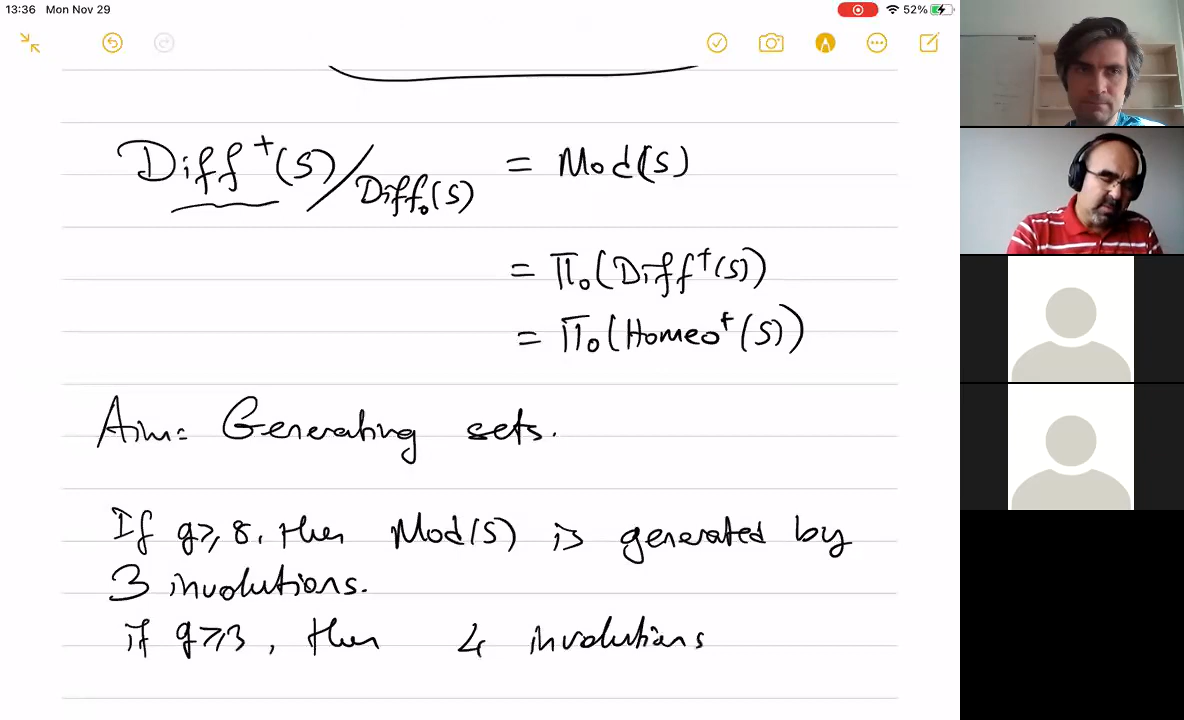 13:36 Mon Nov 29
52%
Diff⁺(S)/Diff₀(S) = Mod(S)
= π₀(Diff⁺(S))
= π₀(Homeo⁺(S))
Aim: Generating sets.
If g≥8, then Mod(S) is generated by
3 involutions.
if g≥3, then 4 involutions